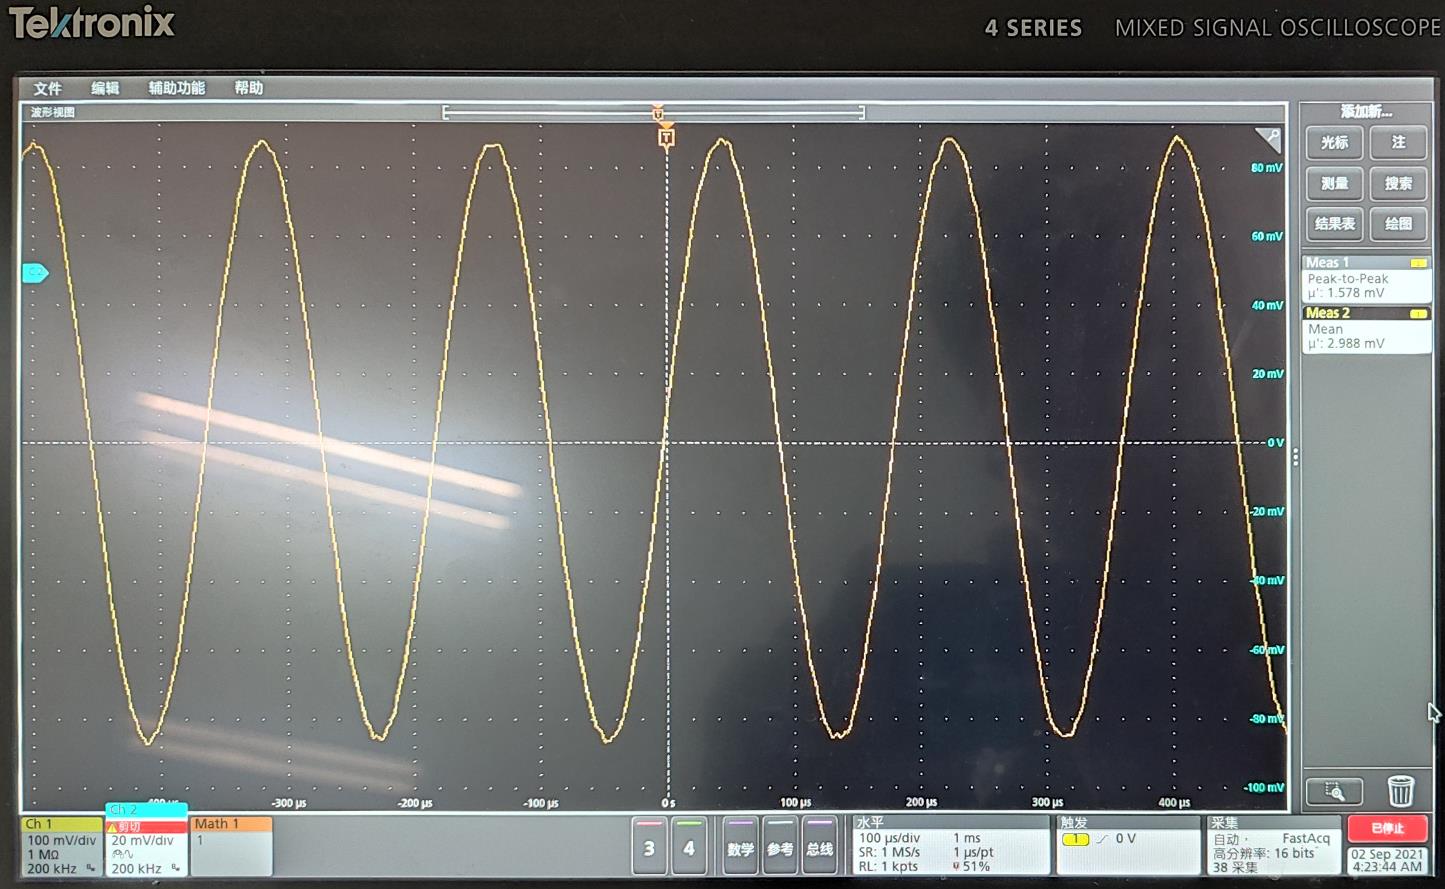 Tektronix
4 SERIES MIXED SIGNAL OSCILLOSCOPE
文件 编辑 辅助功能 帮助
波形视图
添加新...
光标 注
测量 搜索
结果表 绘图
Meas 1
Peak-to-Peak
µ': 1.578 mV
Meas 2
Mean
µ': 2.988 mV
T
C2
80 mV
60 mV
40 mV
20 mV
0 V
-20 mV
-40 mV
-60 mV
-80 mV
-100 mV
-300 µs -200 µs -100 µs 0 s 100 µs 200 µs 300 µs 400 µs
Ch 1
100 mV/div
1 MΩ
200 kHz
Ch 2
剪切
20 mV/div
200 kHz
Math 1
1
3 4 数学 参考 总线
水平
100 µs/div 1 ms
SR: 1 MS/s 1 µs/pt
RL: 1 kpts 51%
触发
1 0 V
采集
自动, FastAcq
高分辨率: 16 bits
38 采集
已停止
02 Sep 2021
4:23:44 AM